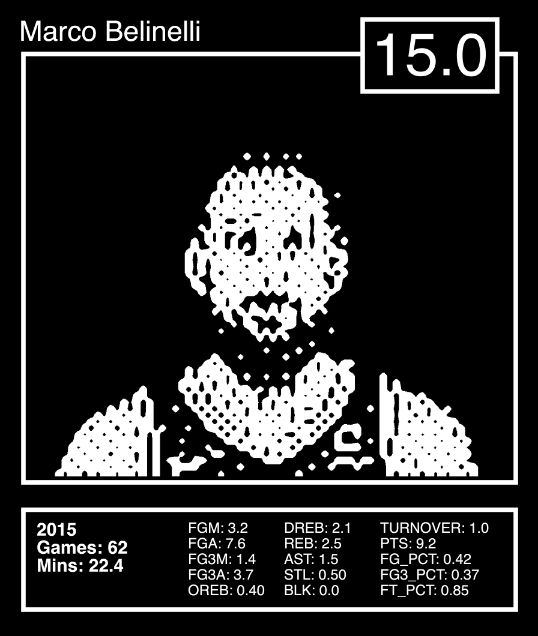 Marco Belinelli
15.0
2015
Games: 62
Mins: 22.4
FGM: 3.2
FGA: 7.6
FG3M: 1.4
FG3A: 3.7
OREB: 0.40
DREB: 2.1
REB: 2.5
AST: 1.5
STL: 0.50
BLK: 0.0
TURNOVER: 1.0
PTS: 9.2
FG_PCT: 0.42
FG3_PCT: 0.37
FT_PCT: 0.85